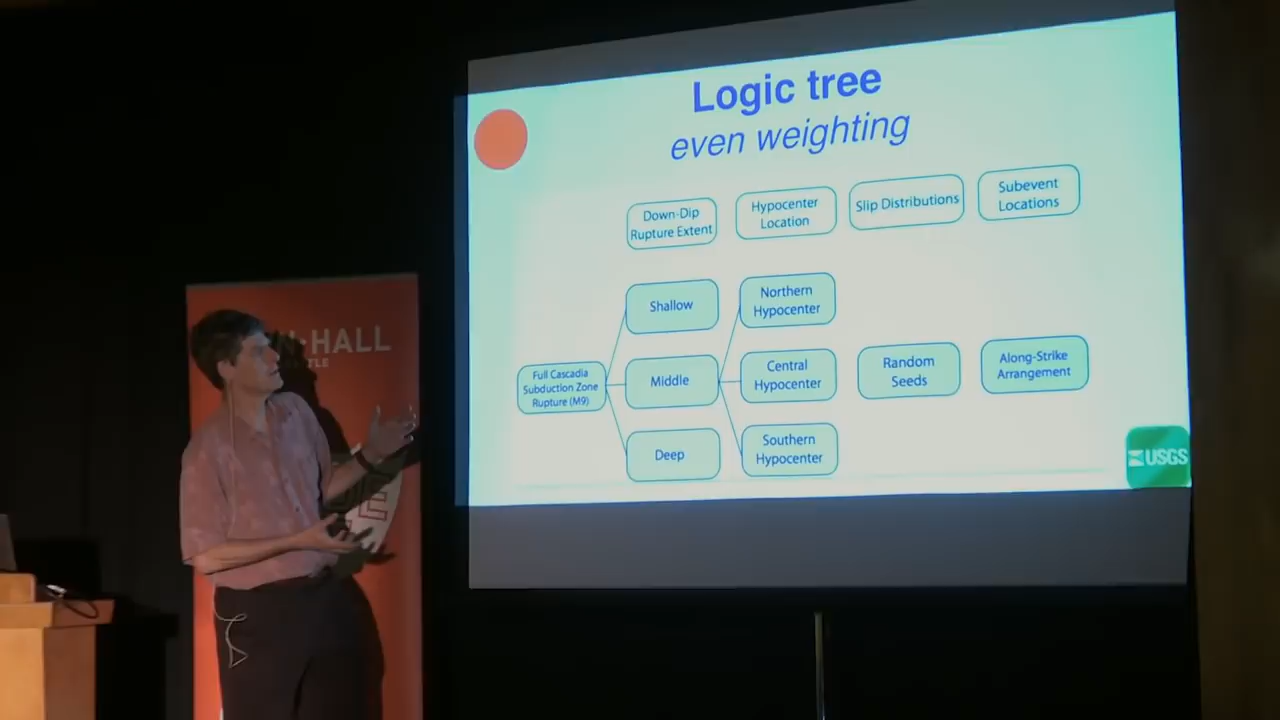 Logic tree
even weighting
Down-Dip
Rupture Extent
Hypocenter
Location
Slip Distributions
Subevent
Locations
Shallow
Northern
Hypocenter
Full Cascadia
Subduction Zone
Rupture (M9)
Middle
Central
Hypocenter
Random
Seeds
Along-Strike
Arrangement
Deep
Southern
Hypocenter
USGS
HALL